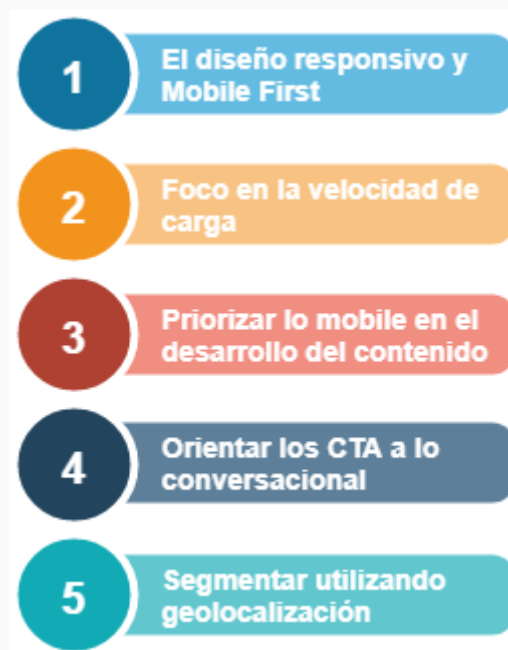 1
El diseño responsivo y
Mobile First
2
Foco en la velocidad de
carga
3
Priorizar lo mobile en el
desarrollo del contenido
4
Orientar los CTA a lo
conversacional
5
Segmentar utilizando
geolocalización